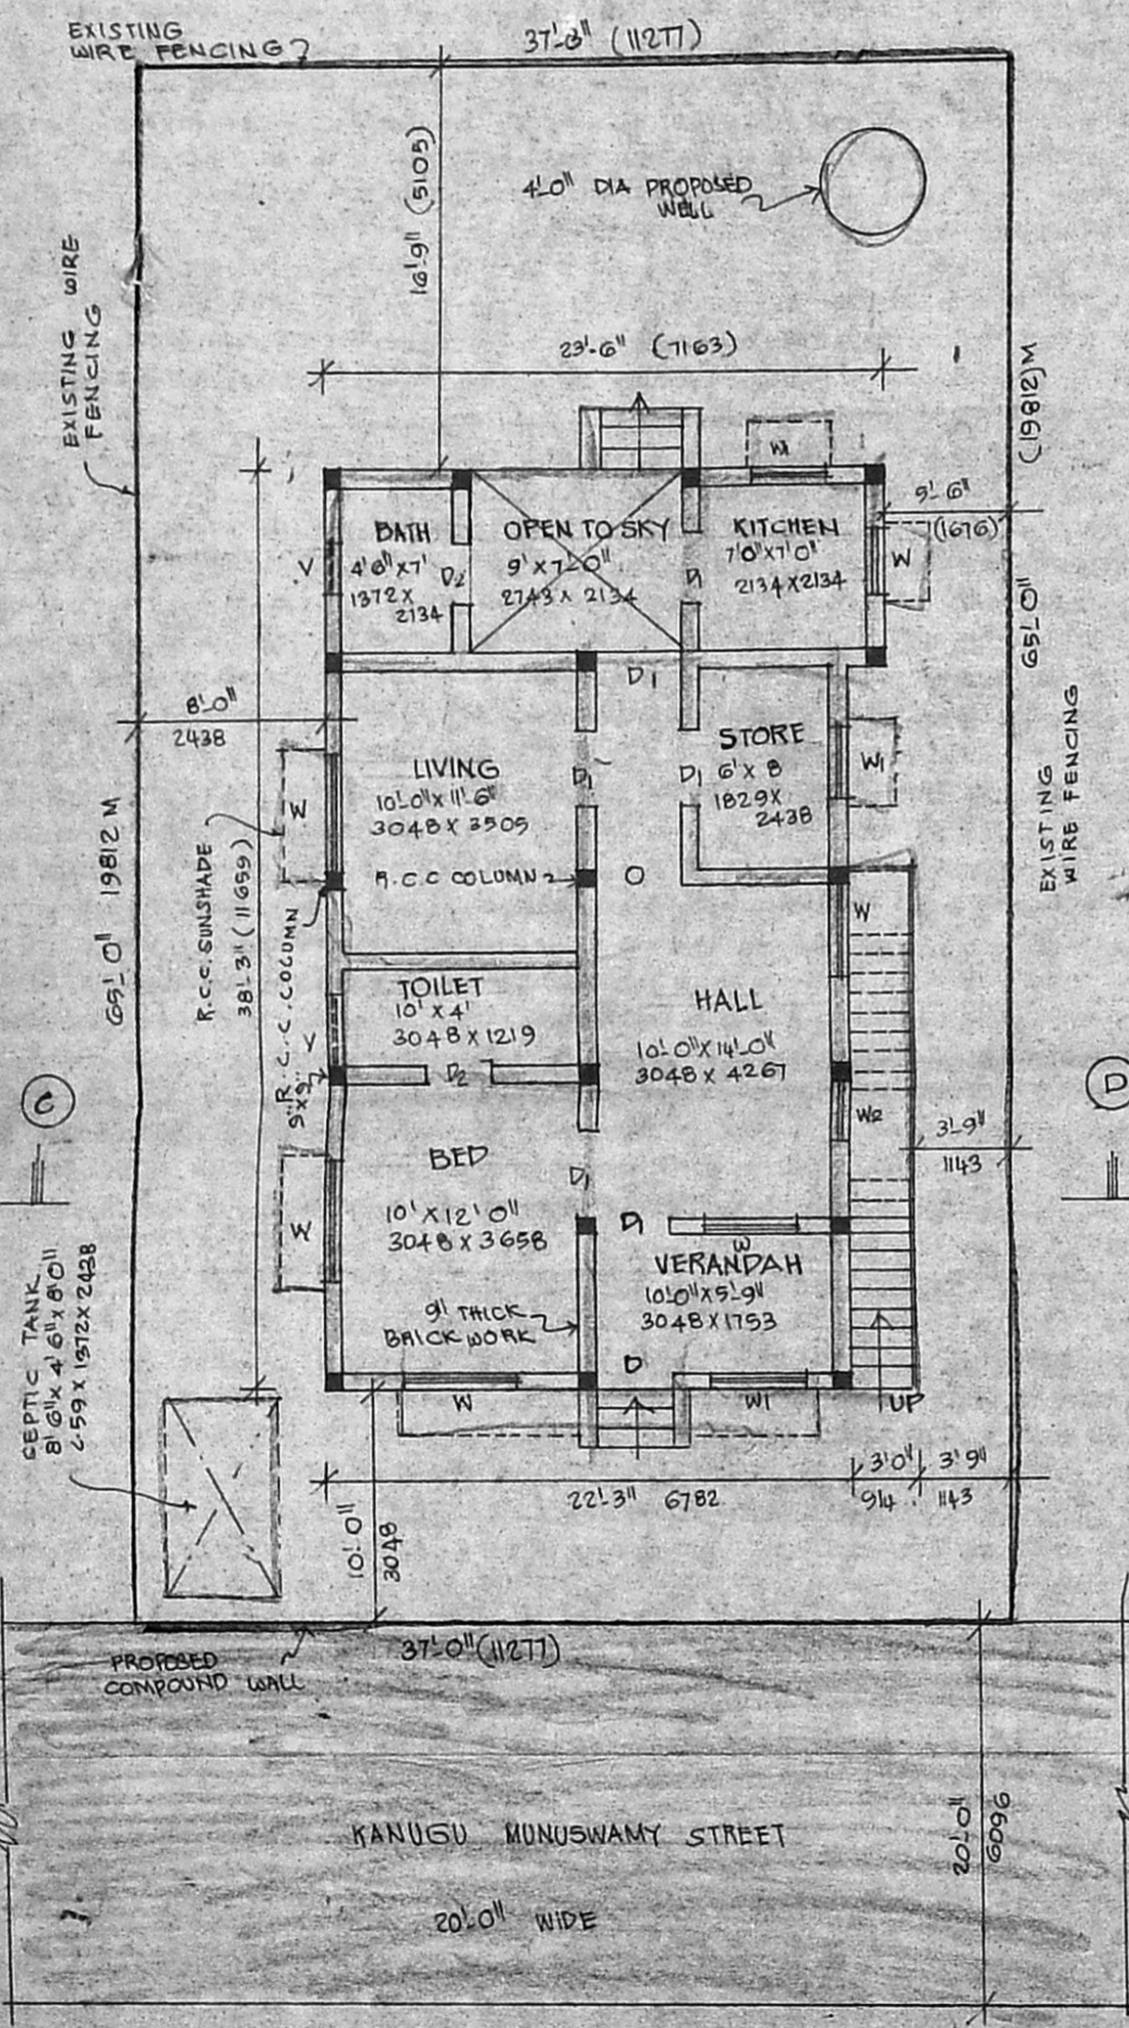 EXISTING
WIRE FENCING
37'-0" (11277)
16'-9" (5105)
4'-0" DIA PROPOSED
WELL
EXISTING WIRE
FENCING
23'-6" (7163)
(19812)M
65'-0"
W1
9'-6"
(1676)
BATH
4'6"x7'
1372x
2134
V
D2
OPEN TO SKY
9'x7'-0"
2743 x 2134
D1
KITCHEN
7'0"x7'0"
2134x2134
W
D1
8'-0"
2438
LIVING
10'-0"x11'-6"
3048 x 3505
D1
D1
STORE
6'x 8
1829x
2438
W1
W
EXISTING
WIRE FENCING
65'-0" 19812 M
R.C.C. SUNSHADE
38'-3" (11659)
R.C.C COLUMN
O
W
9"x9" R.C.C. COLUMN
TOILET
10' x 4'
3048 x 1219
V
D2
HALL
10'-0"x14'-0"
3048 x 4267
W2
C
D
3'-9"
1143
BED
10'x12'0"
3048 x 3658
D1
W
D1
W
VERANDAH
10'-0"x5'-9"
3048x1753
9" THICK
BRICK WORK
D
SEPTIC TANK
8'6"x 4'6"x8'0"
2.59 x 1372x 2438
W
W1
UP
22'-3" 6782
3'0"
914
3'9"
1143
10'-0"
3048
37'-0"(11277)
PROPOSED
COMPOUND WALL
KANUGU MUNUSWAMY STREET
20'-0" WIDE
20'-0"
6096